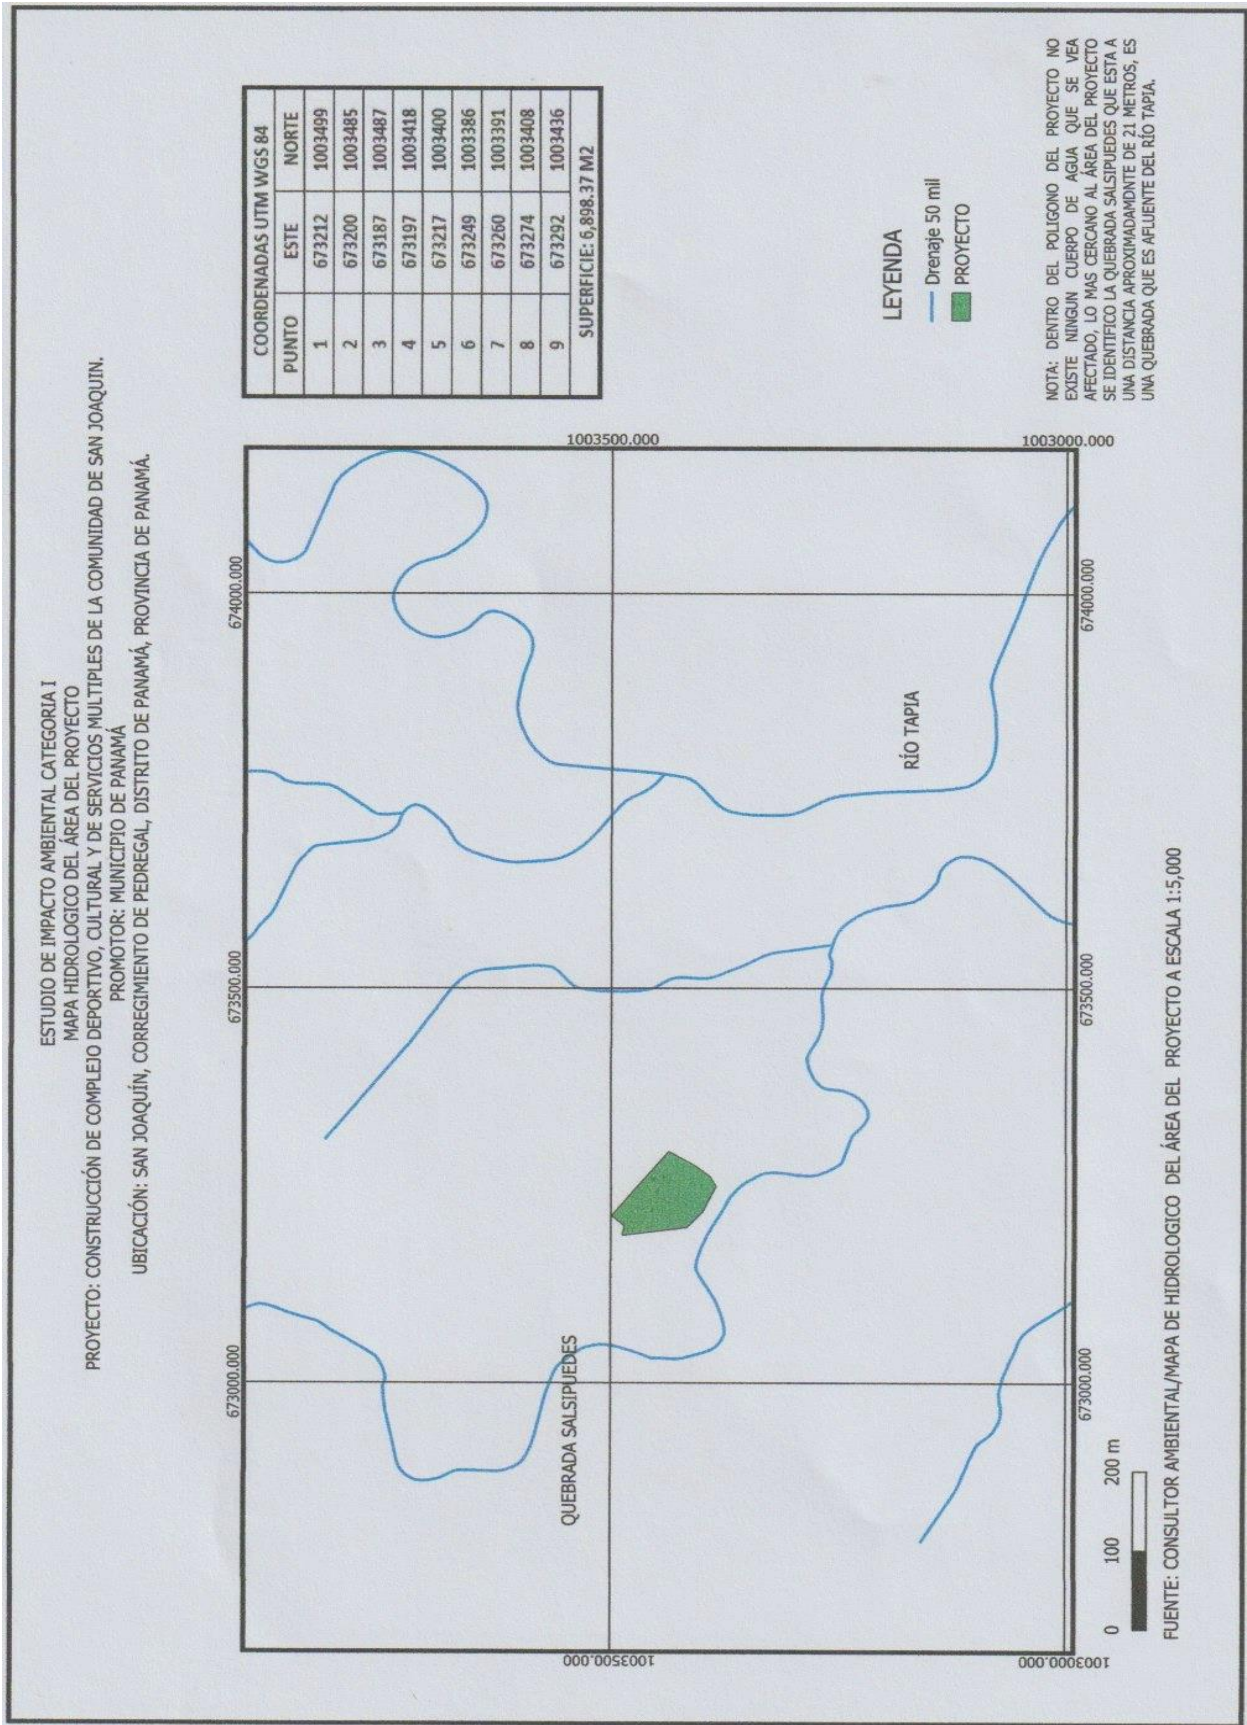 ESTUDIO DE IMPACTO AMBIENTAL CATEGORIA I
MAPA HIDROLOGICO DEL ÁREA DEL PROYECTO
PROYECTO: CONSTRUCCIÓN DE COMPLEJO DEPORTIVO, CULTURAL Y DE SERVICIOS MULTIPLES DE LA COMUNIDAD DE SAN JOAQUIN.
PROMOTOR: MUNICIPIO DE PANAMÁ
UBICACIÓN: SAN JOAQUÍN, CORREGIMIENTO DE PEDREGAL, DISTRITO DE PANAMÁ, PROVINCIA DE PANAMÁ.
673000.000 673500.000 674000.000
1003500.000 1003500.000
QUEBRADA SALSIPUEDES
RÍO TAPIA
1003000.000 1003000.000
673000.000 673500.000 674000.000
COORDENADAS UTM WGS 84
PUNTO ESTE NORTE
1 673212 1003499
2 673200 1003485
3 673187 1003487
4 673197 1003418
5 673217 1003400
6 673249 1003386
7 673260 1003391
8 673274 1003408
9 673292 1003436
SUPERFICIE: 6,898.37 M2
LEYENDA
Drenaje 50 mil
PROYECTO
NOTA: DENTRO DEL POLIGONO DEL PROYECTO NO
EXISTE NINGUN CUERPO DE AGUA QUE SE VEA
AFECTADO, LO MAS CERCANO AL ÁREA DEL PROYECTO
SE IDENTIFICO LA QUEBRADA SALSIPUEDES QUE ESTA A
UNA DISTANCIA APROXIMADAMDNTE DE 21 METROS, ES
UNA QUEBRADA QUE ES AFLUENTE DEL RÍO TAPIA.
0 100 200 m
FUENTE: CONSULTOR AMBIENTAL/MAPA DE HIDROLOGICO DEL ÁREA DEL PROYECTO A ESCALA 1:5,000